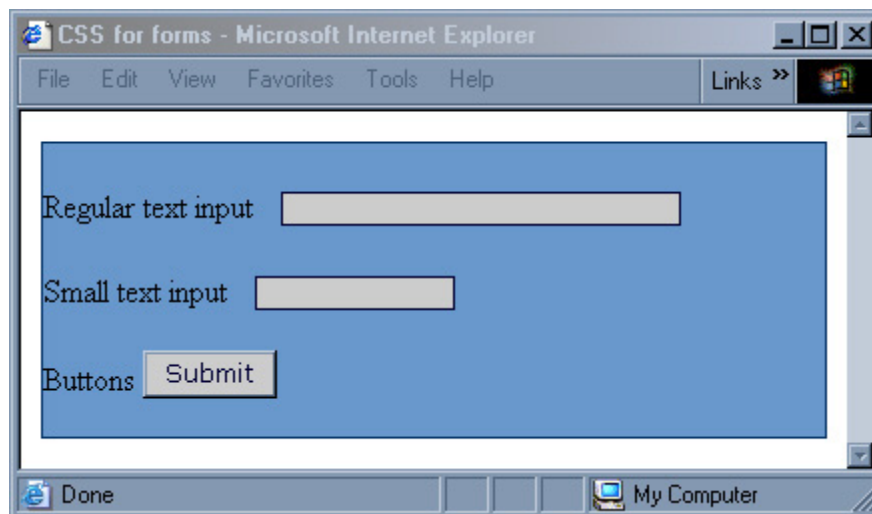 CSS for forms - Microsoft Internet Explorer
File Edit View Favorites Tools Help Links »
Regular text input
Small text input
Buttons Submit
Done My Computer